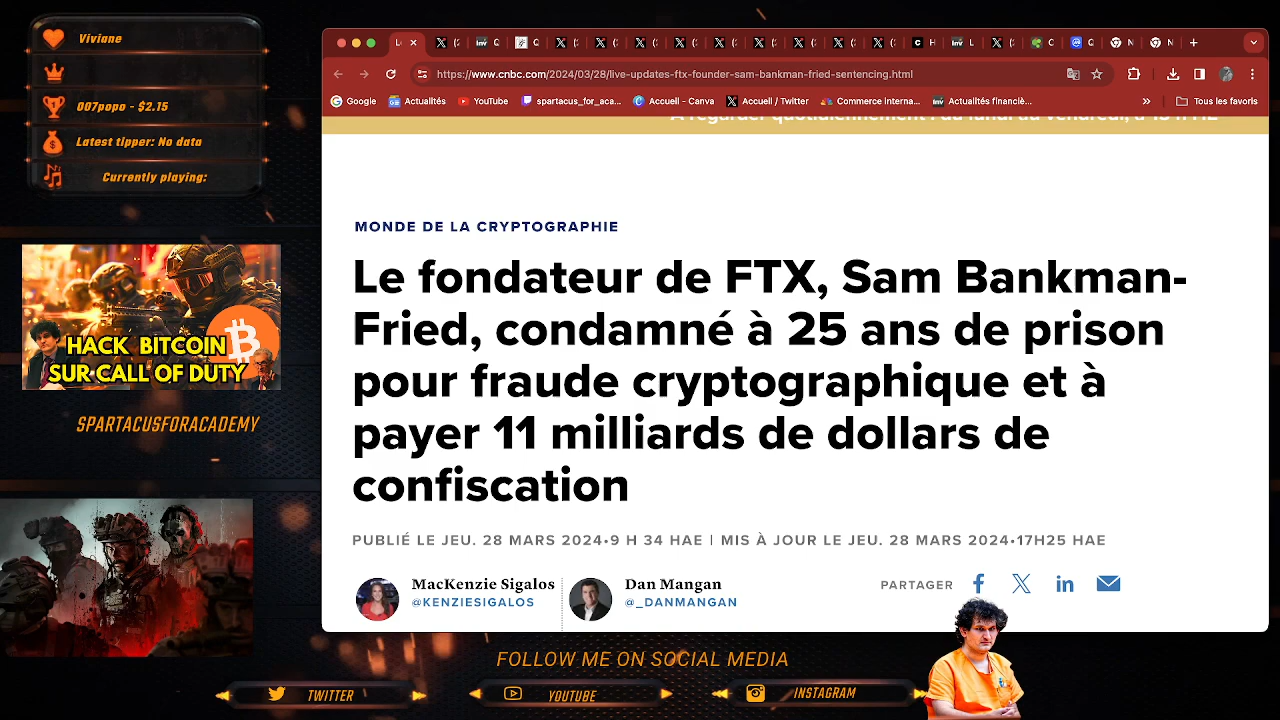 Viviane
007popo - $2.15
Latest tipper: No data
Currently playing:
HACK BITCOIN
SUR CALL OF DUTY
SPARTACUSFORACADEMY
https://www.cnbc.com/2024/03/28/live-updates-ftx-founder-sam-bankman-fried-sentencing.html
Google
Actualités
YouTube
spartacus_for_aca...
Accueil - Canva
Accueil / Twitter
Commerce interna...
Actualités financiè...
Tous les favoris
MONDE DE LA CRYPTOGRAPHIE
Le fondateur de FTX, Sam Bankman-
Fried, condamné à 25 ans de prison
pour fraude cryptographique et à
payer 11 milliards de dollars de
confiscation
PUBLIÉ LE JEU. 28 MARS 2024•9 H 34 HAE | MIS À JOUR LE JEU. 28 MARS 2024•17H25 HAE
MacKenzie Sigalos
@KENZIESIGALOS
Dan Mangan
@_DANMANGAN
PARTAGER
FOLLOW ME ON SOCIAL MEDIA
TWITTER
YOUTUBE
INSTAGRAM